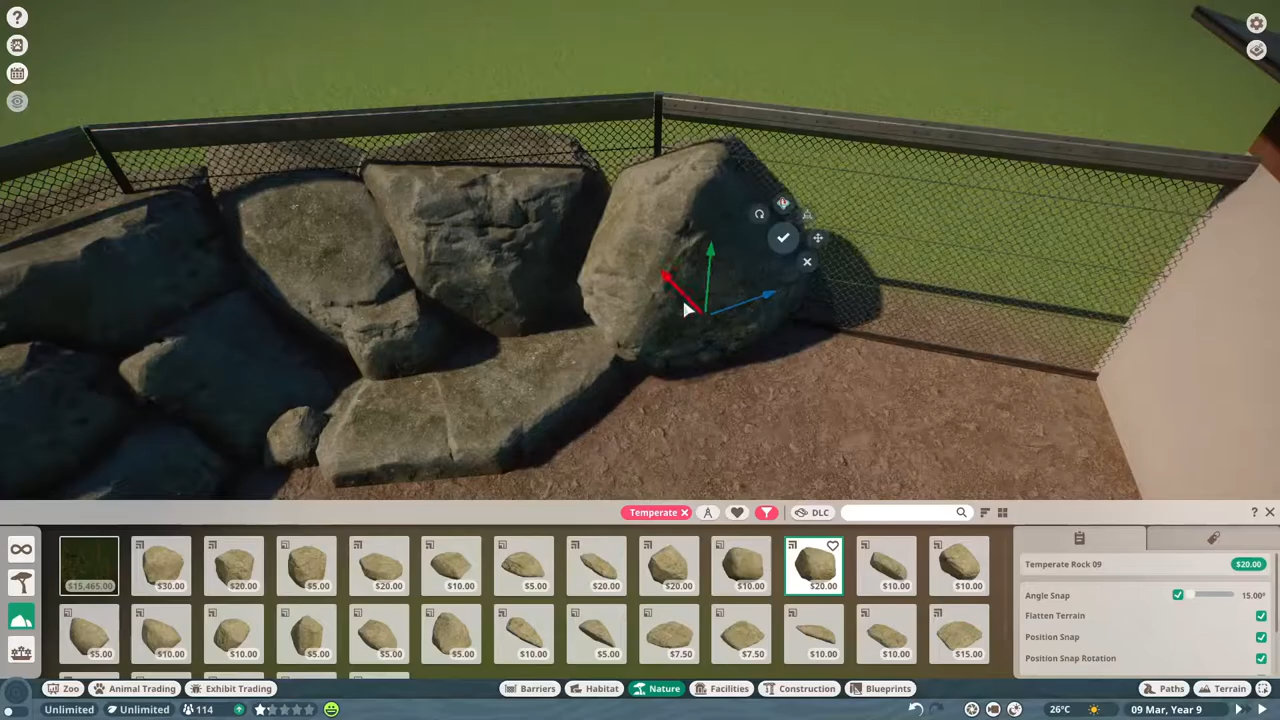 ?
Temperate ×
DLC
? ×
$15,465.00 $30.00 $20.00 $5.00 $20.00 $10.00 $5.00 $20.00 $10.00 $10.00 $20.00 $10.00 $10.00
$5.00 $10.00 $10.00 $5.00 $5.00 $5.00 $10.00 $5.00 $7.50 $7.50 $10.00 $10.00 $15.00
Temperate Rock 09 $20.00
Angle Snap 15.00°
Flatten Terrain
Position Snap
Position Snap Rotation
Zoo Animal Trading Exhibit Trading Barriers Habitat Nature Facilities Construction Blueprints Paths Terrain
Unlimited Unlimited 114 26°C 09 Mar, Year 9